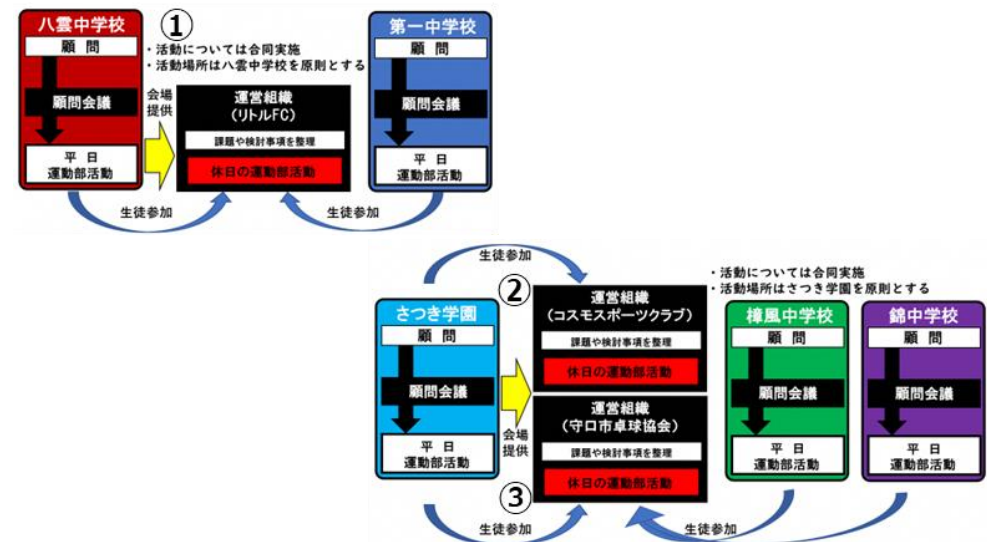 八雲中学校
顧 問
顧問会議
平 日
運動部活動
①
・活動については合同実施
・活動場所は八雲中学校を原則とする
会場
提供
運営組織
(リトルFC)
課題や検討事項を整理
休日の運動部活動
第一中学校
顧 問
顧問会議
平 日
運動部活動
生徒参加
生徒参加
生徒参加
②
・活動については合同実施
・活動場所はさつき学園を原則とする
さつき学園
顧 問
顧問会議
平 日
運動部活動
会場
提供
運営組織
(コスモスポーツクラブ)
課題や検討事項を整理
休日の運動部活動
運営組織
(守口市卓球協会)
課題や検討事項を整理
休日の運動部活動
③
樟風中学校
顧 問
顧問会議
平 日
運動部活動
錦中学校
顧 問
顧問会議
平 日
運動部活動
生徒参加
生徒参加